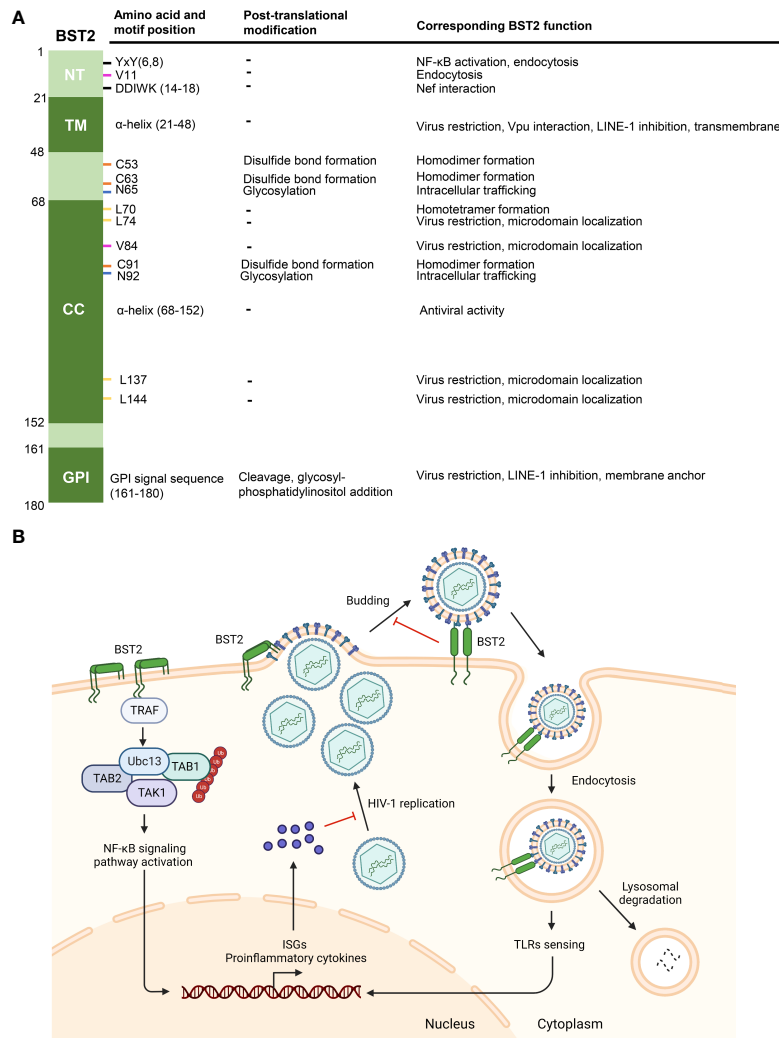 A
BST2
Amino acid and
motif position
Post-translational
modification
Corresponding BST2 function
1
NT
YxY(6,8) - NF-κB activation, endocytosis
V11 - Endocytosis
DDIWK (14-18) - Nef interaction
21
TM
α-helix (21-48) - Virus restriction, Vpu interaction, LINE-1 inhibition, transmembrane
48
C53 Disulfide bond formation Homodimer formation
C63 Disulfide bond formation Homodimer formation
N65 Glycosylation Intracellular trafficking
68
L70 - Homotetramer formation
L74 - Virus restriction, microdomain localization
V84 - Virus restriction, microdomain localization
C91 Disulfide bond formation Homodimer formation
N92 Glycosylation Intracellular trafficking
CC
α-helix (68-152) - Antiviral activity
L137 - Virus restriction, microdomain localization
L144 - Virus restriction, microdomain localization
152
161
GPI
GPI signal sequence
(161-180)
Cleavage, glycosyl-
phosphatidylinositol addition
Virus restriction, LINE-1 inhibition, membrane anchor
180
B
Budding
BST2
BST2
BST2
TRAF
Ubc13
TAB2
TAB1
TAK1
Ub
Ub
Ub
Ub
Ub
NF-κB signaling
pathway activation
HIV-1 replication
Endocytosis
Lysosomal
degradation
TLRs sensing
ISGs
Proinflammatory cytokines
Nucleus
Cytoplasm